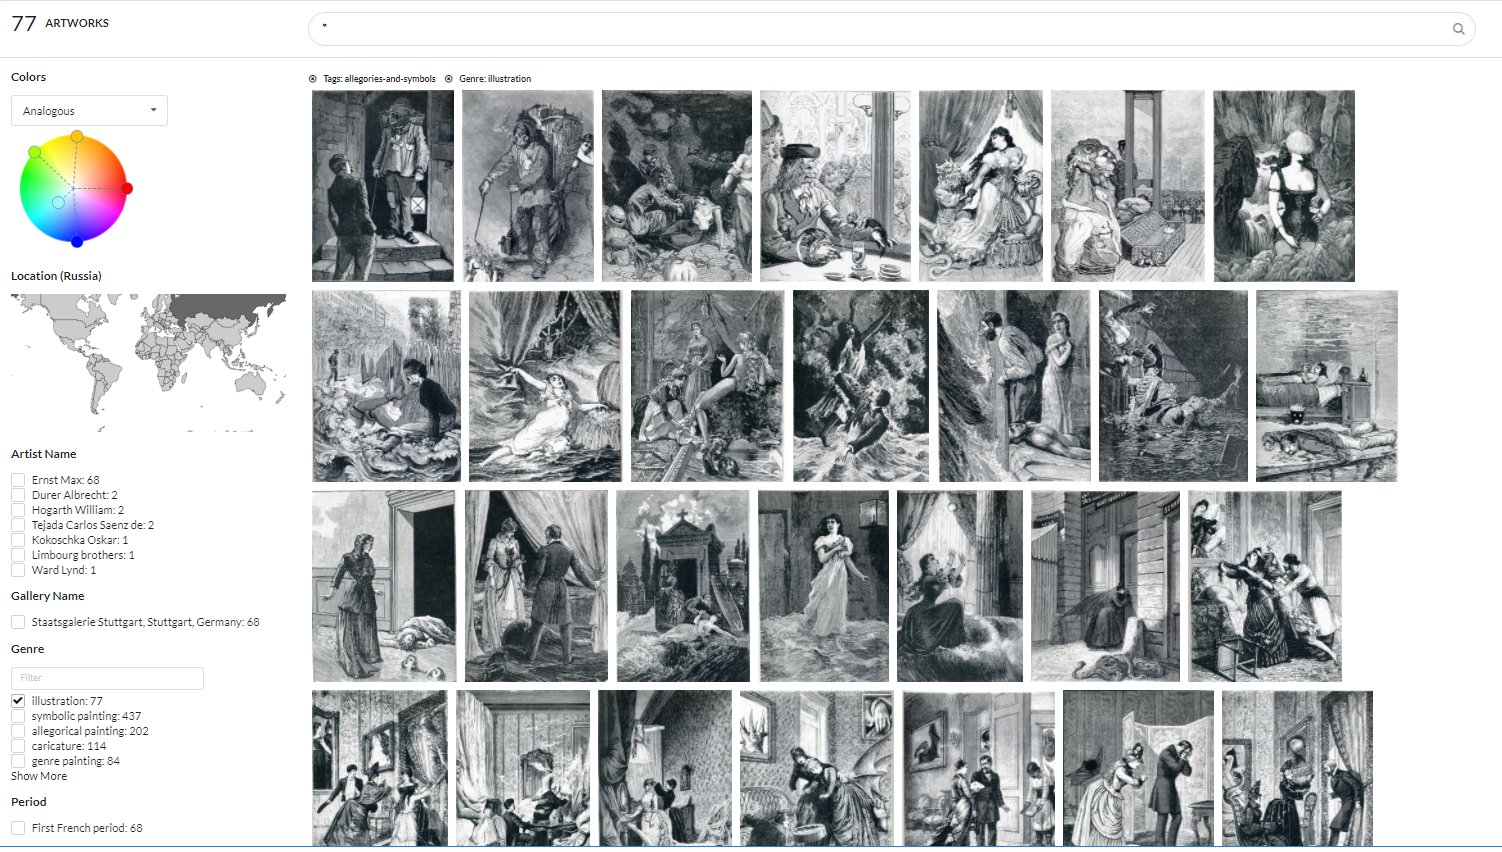 77 ARTWORKS
*
Colors
Analogous
Location (Russia)
Artist Name
Ernst Max: 68
Durer Albrecht: 2
Hogarth William: 2
Tejada Carlos Saenz de: 2
Kokoschka Oskar: 1
Limbourg brothers: 1
Ward Lynd: 1
Gallery Name
Staatsgalerie Stuttgart, Stuttgart, Germany: 68
Genre
Filter
illustration: 77
symbolic painting: 437
allegorical painting: 202
caricature: 114
genre painting: 84
Show More
Period
First French period: 68
Tags: allegories-and-symbols Genre: illustration